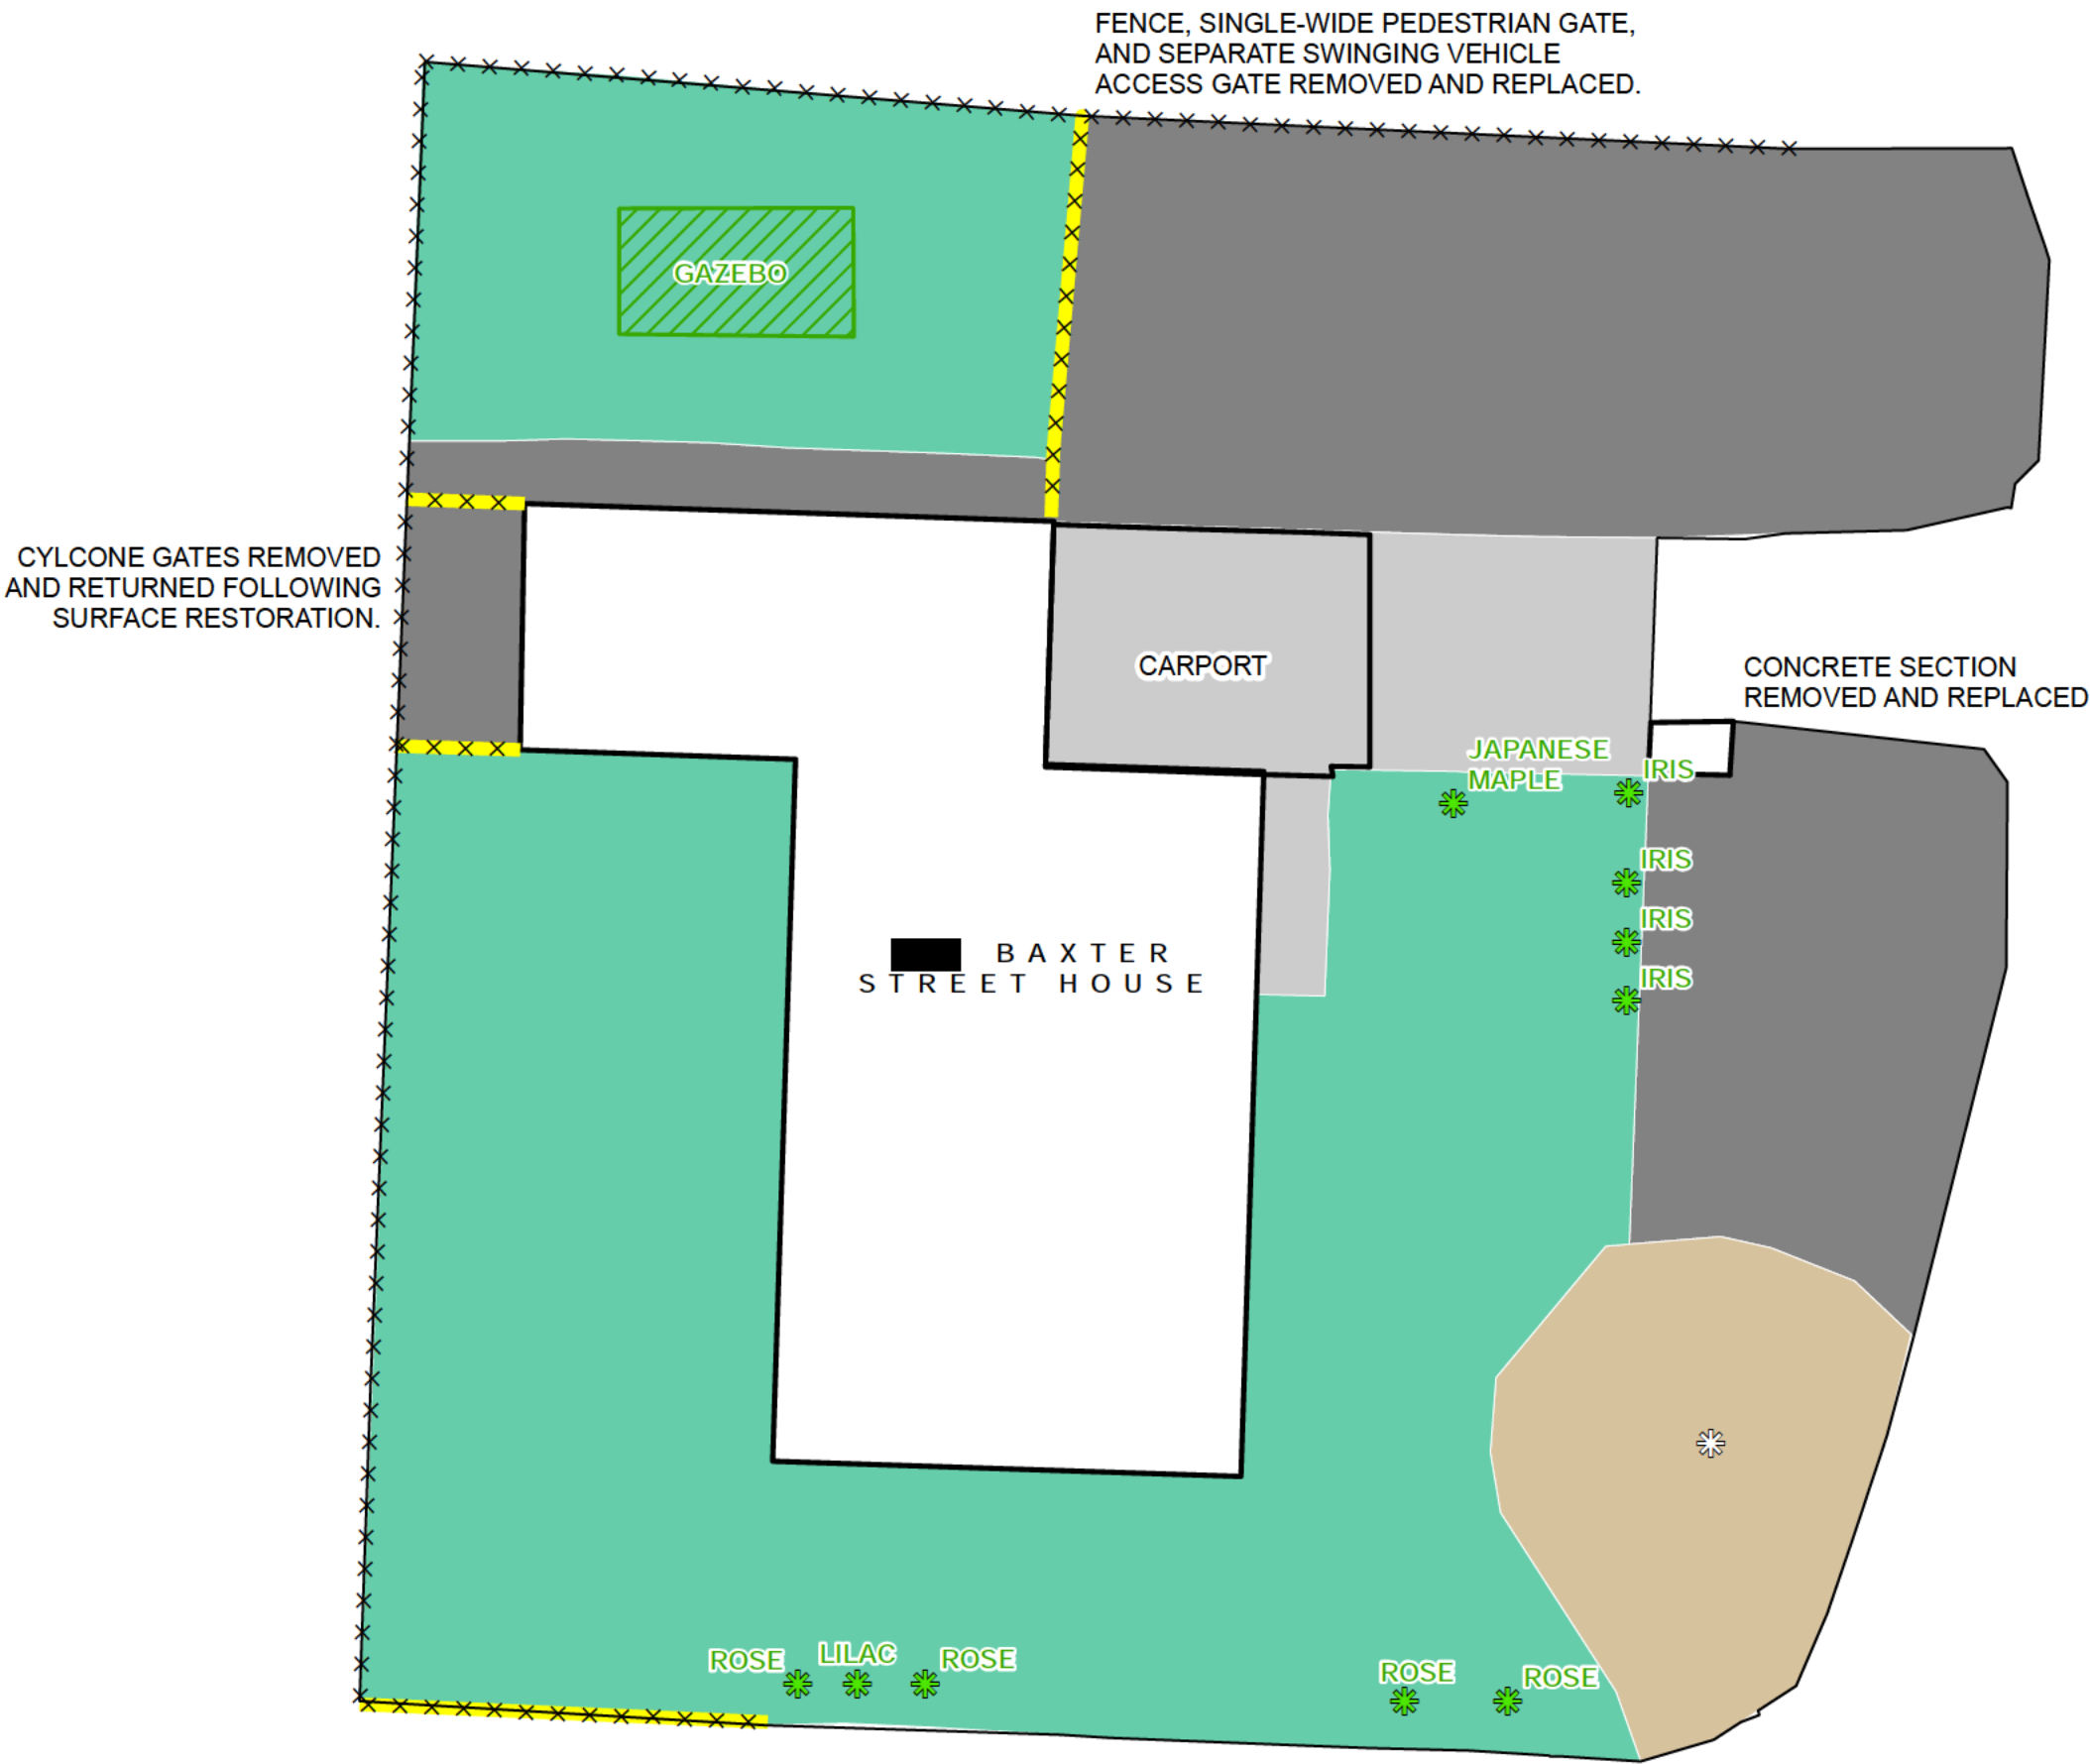 FENCE, SINGLE-WIDE PEDESTRIAN GATE,
AND SEPARATE SWINGING VEHICLE
ACCESS GATE REMOVED AND REPLACED.
GAZEBO
CYLCONE GATES REMOVED
AND RETURNED FOLLOWING
SURFACE RESTORATION.
CARPORT
CONCRETE SECTION
REMOVED AND REPLACED
JAPANESE
MAPLE
IRIS
IRIS
IRIS
IRIS
BAXTER
STREET HOUSE
ROSE
LILAC
ROSE
ROSE
ROSE